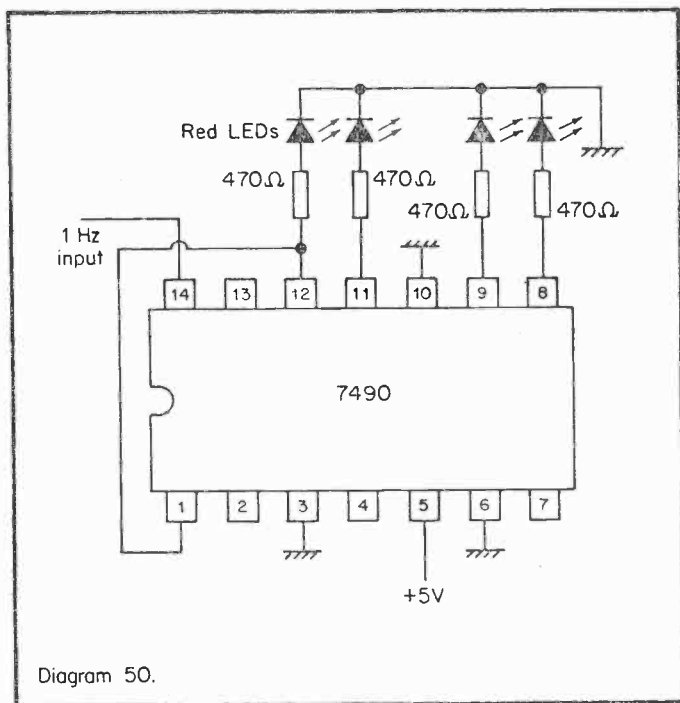 Red LEDs
470Ω 470Ω 470Ω 470Ω
1 Hz
input
14 13 12 11 10 9 8
7490
1 2 3 4 5 6 7
+5V
Diagram 50.